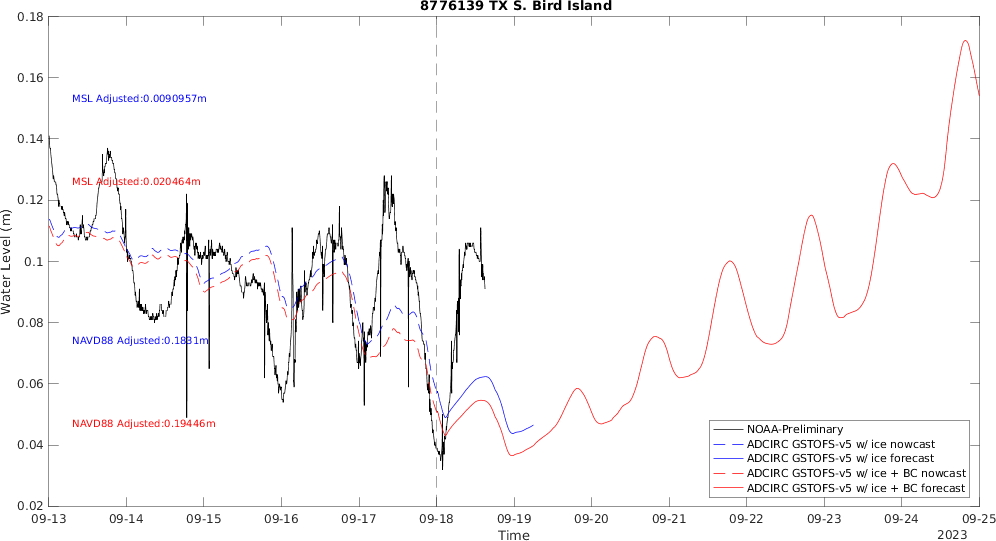 8776139 TX S. Bird Island
0.18
0.16
0.14
0.12
0.1
0.08
0.06
0.04
0.02
Water Level (m)
MSL Adjusted:0.0090957m
MSL Adjusted:0.020464m
NAVD88 Adjusted:0.1831m
NAVD88 Adjusted:0.19446m
NOAA-Preliminary
ADCIRC GSTOFS-v5 w/ ice nowcast
ADCIRC GSTOFS-v5 w/ ice forecast
ADCIRC GSTOFS-v5 w/ ice + BC nowcast
ADCIRC GSTOFS-v5 w/ ice + BC forecast
09-13 09-14 09-15 09-16 09-17 09-18 09-19 09-20 09-21 09-22 09-23 09-24 09-25
Time
2023